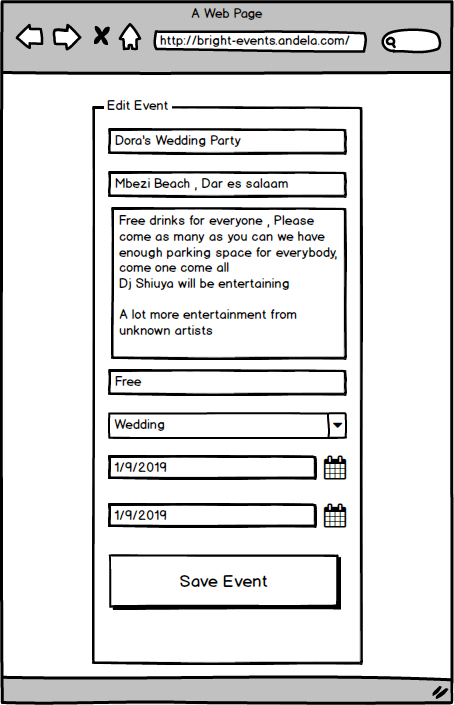 A Web Page
http://bright-events.andela.com/
Edit Event
Dora's Wedding Party
Mbezi Beach , Dar es salaam
Free drinks for everyone , Please
come as many as you can we have
enough parking space for everybody,
come one come all
Dj Shiuya will be entertaining
A lot more entertainment from
unknown artists
Free
Wedding
1/9/2019
1/9/2019
Save Event